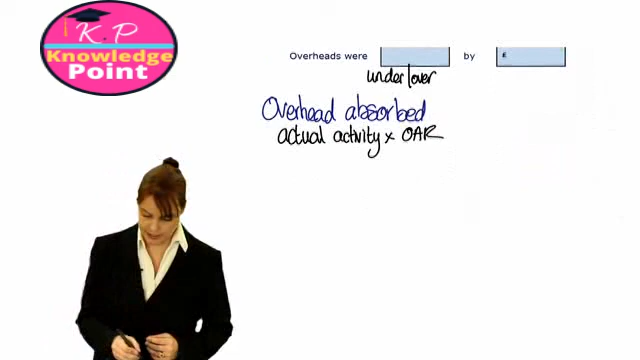 K.P
Knowledge
Point
Overheads were by £
under/over
Overhead absorbed
actual activity x OAR